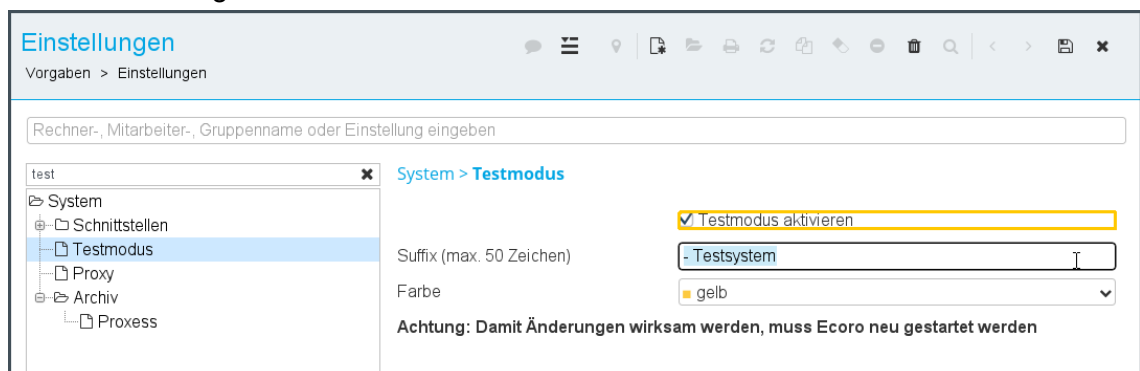 Einstellungen
Vorgaben > Einstellungen
Rechner-, Mitarbeiter-, Gruppenname oder Einstellung eingeben
test
System > Testmodus
System
Schnittstellen
Testmodus aktivieren
Testmodus
Suffix (max. 50 Zeichen)
- Testsystem
Proxy
Farbe
gelb
Archiv
Proxess
Achtung: Damit Änderungen wirksam werden, muss Ecoro neu gestartet werden